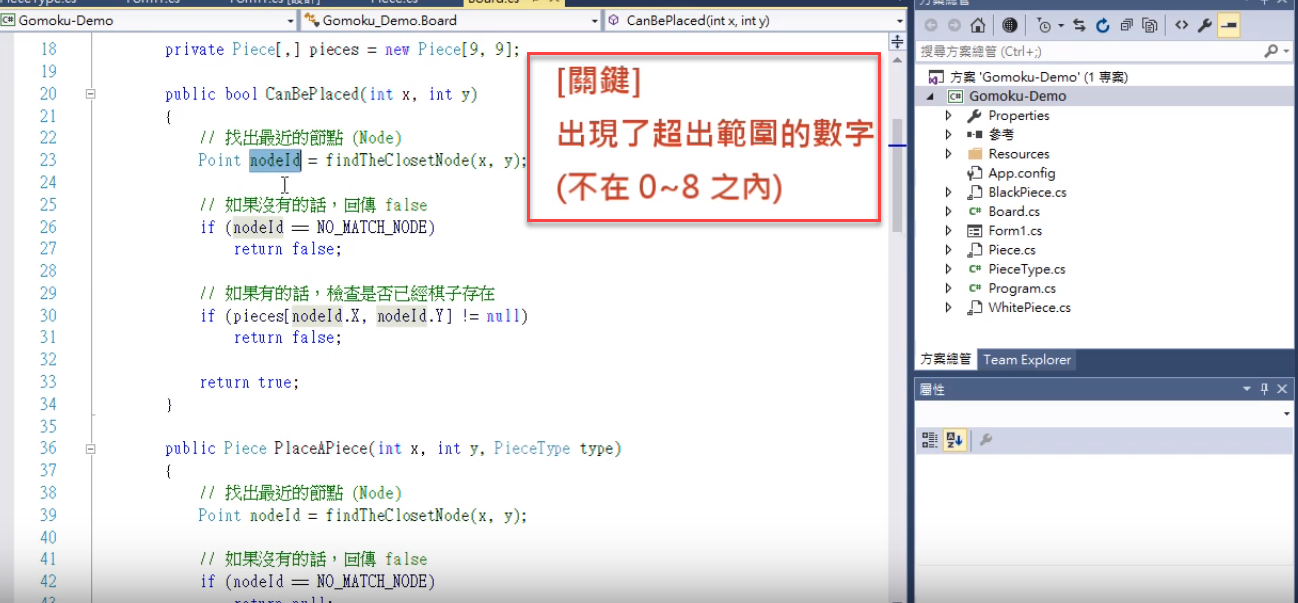 PieceType.cs Form1.cs Form1.cs [設計] Piece.cs Board.cs
C# Gomoku-Demo
Gomoku_Demo.Board
CanBePlaced(int x, int y)
18 private Piece[,] pieces = new Piece[9, 9];
19
20 public bool CanBePlaced(int x, int y)
21 {
22 // 找出最近的節點 (Node)
23 Point nodeId = findTheClosetNode(x, y);
24
25 // 如果沒有的話，回傳 false
26 if (nodeId == NO_MATCH_NODE)
27 return false;
28
29 // 如果有的話，檢查是否已經棋子存在
30 if (pieces[nodeId.X, nodeId.Y] != null)
31 return false;
32
33 return true;
34 }
35
36 public Piece PlaceAPiece(int x, int y, PieceType type)
37 {
38 // 找出最近的節點 (Node)
39 Point nodeId = findTheClosetNode(x, y);
40
41 // 如果沒有的話，回傳 false
42 if (nodeId == NO_MATCH_NODE)
43 return null;
[關鍵]
出現了超出範圍的數字
(不在 0~8 之內)
方案總管
搜尋方案總管 (Ctrl+;)
方案 'Gomoku-Demo' (1 專案)
C# Gomoku-Demo
Properties
參考
Resources
App.config
BlackPiece.cs
C# Board.cs
Form1.cs
Piece.cs
C# PieceType.cs
C# Program.cs
WhitePiece.cs
方案總管 Team Explorer
屬性